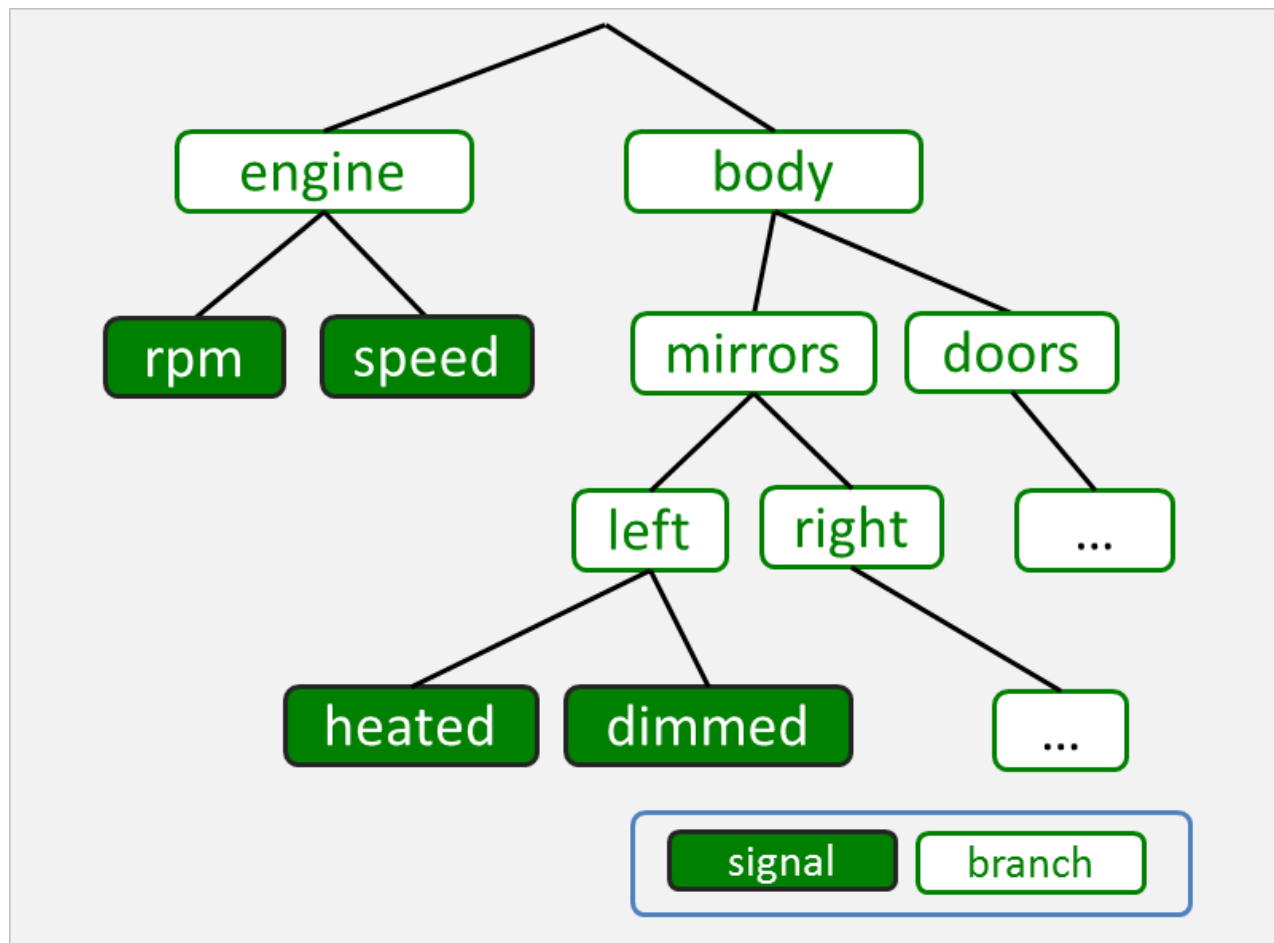 engine
body
rpm
speed
mirrors
doors
left
right
...
heated
dimmed
...
signal
branch